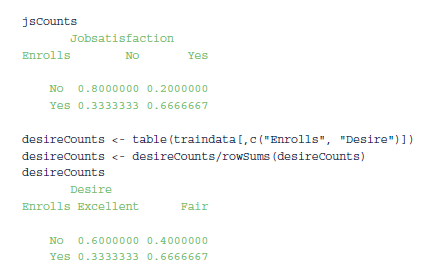 jsCounts
Jobsatisfaction
Enrolls No Yes
No 0.8000000 0.2000000
Yes 0.3333333 0.6666667
desireCounts <- table(traindata[,c("Enrolls", "Desire")])
desireCounts <- desireCounts/rowSums(desireCounts)
desireCounts
Desire
Enrolls Excellent Fair
No 0.6000000 0.4000000
Yes 0.3333333 0.6666667